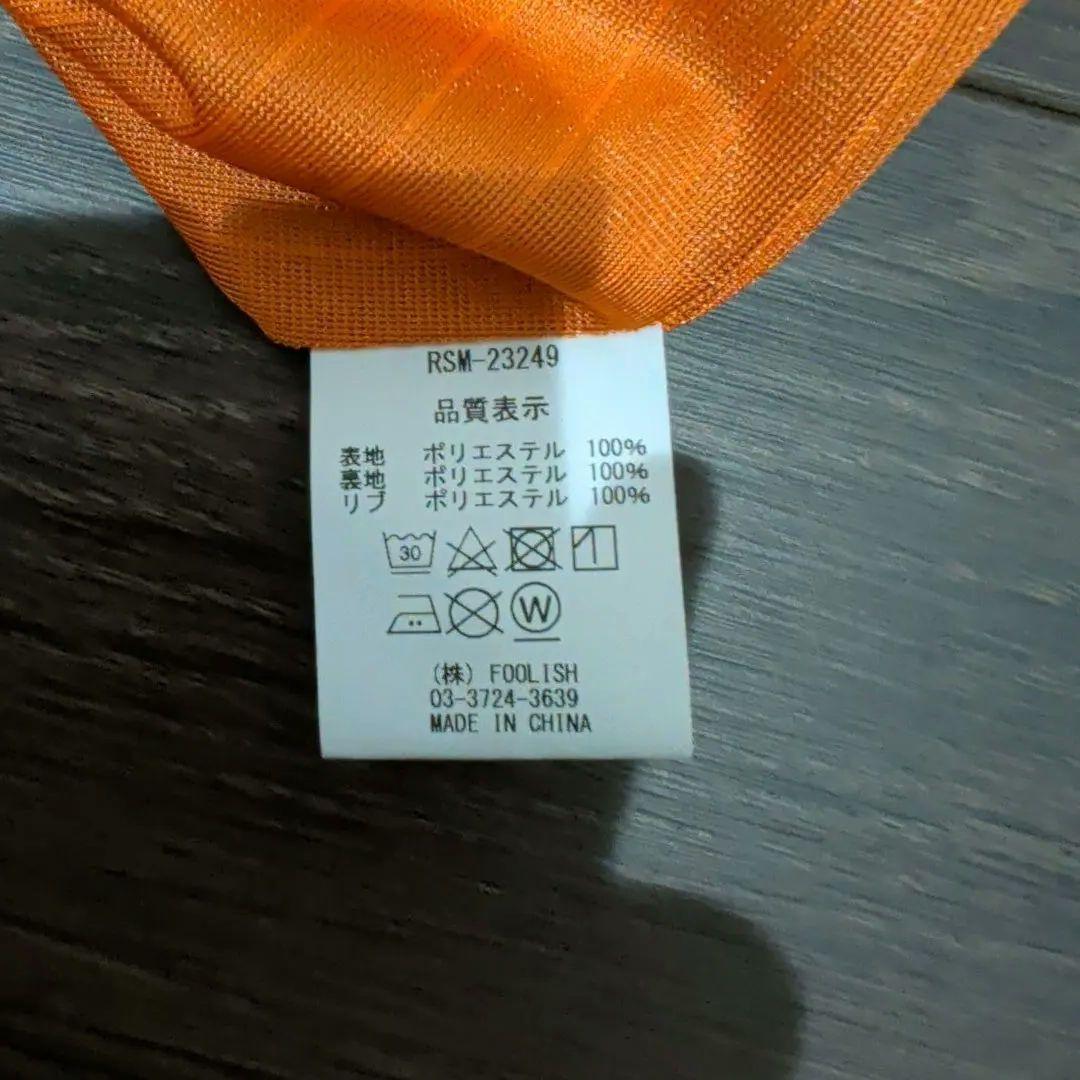 RSM-23249
品質表示
表地 ポリエステル 100%
裏地 ポリエステル 100%
リブ ポリエステル 100%
30
W
(株) FOOLISH
03-3724-3639
MADE IN CHINA